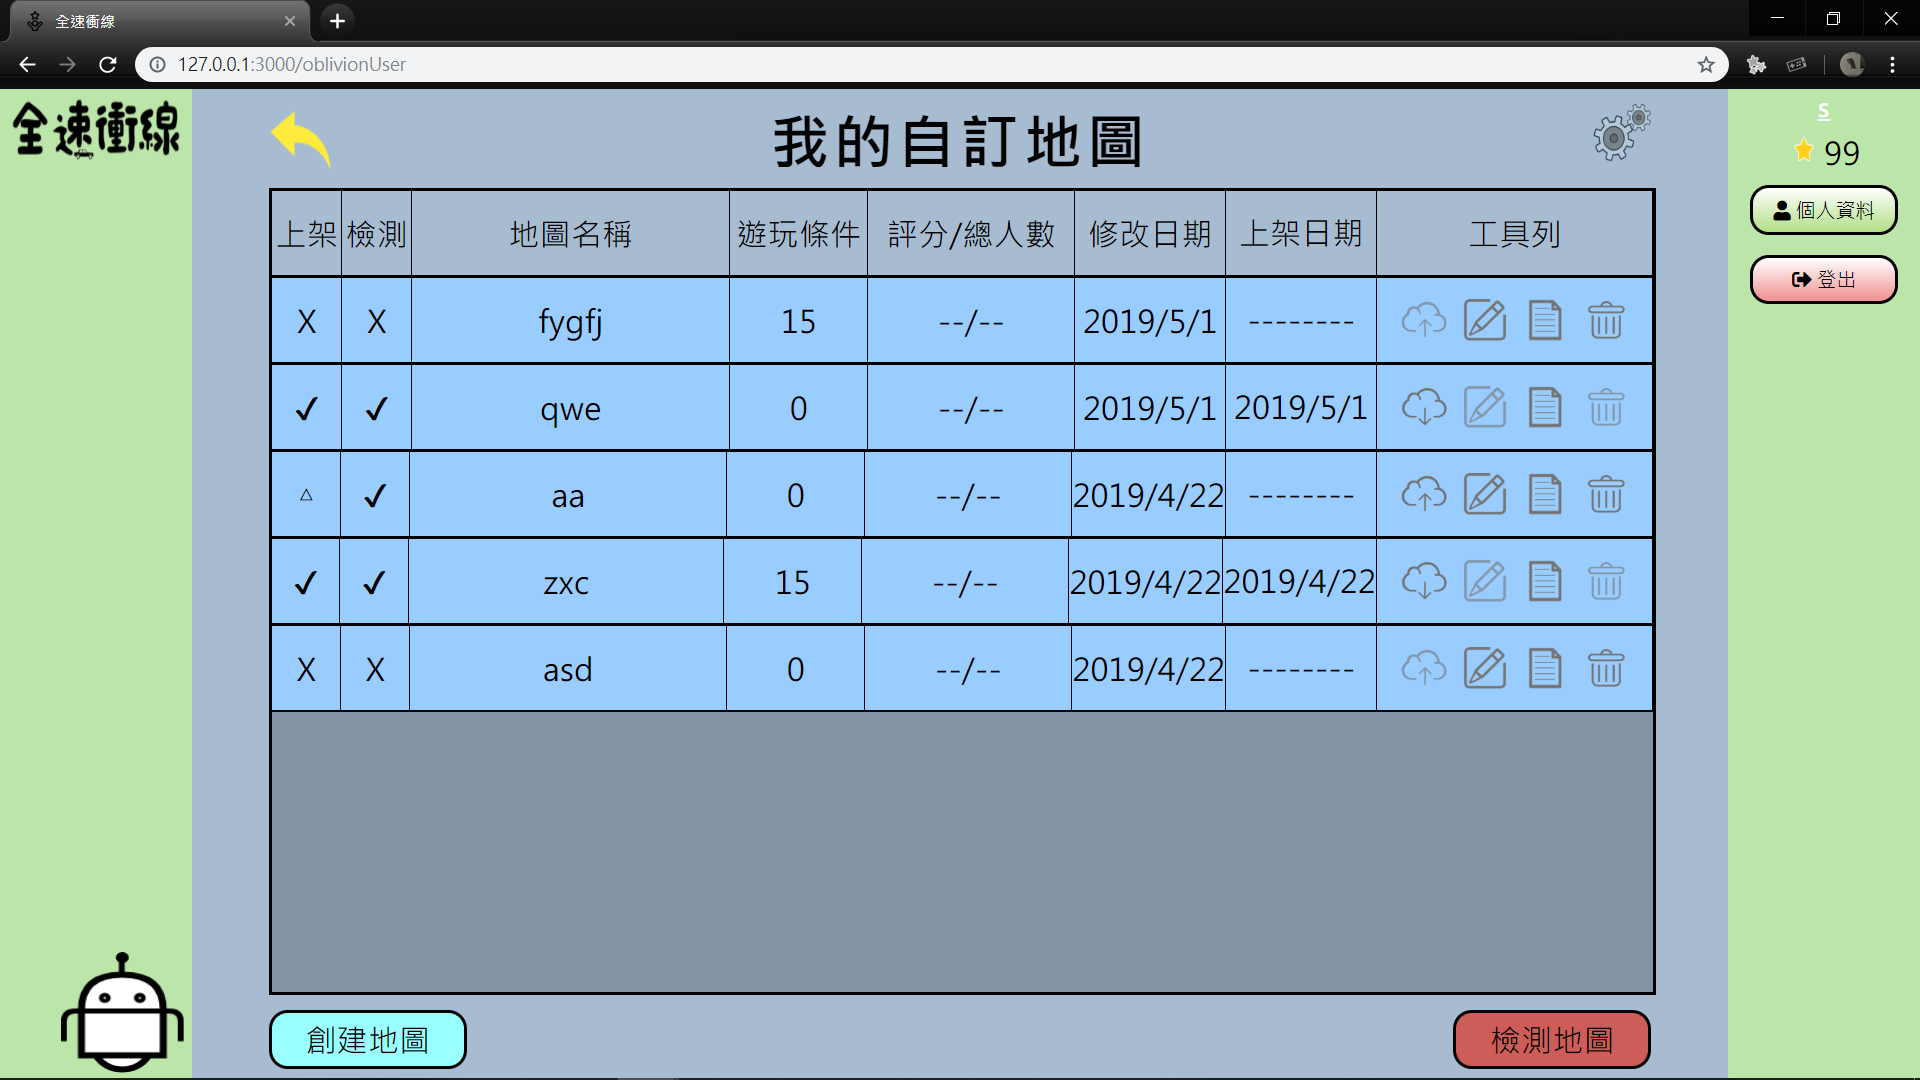 全速衝線
127.0.0.1:3000/oblivionUser
全速衝線
我的自訂地圖
S
99
個人資料
登出
上架 檢測 地圖名稱 遊玩條件 評分/總人數 修改日期 上架日期 工具列
X X fygfj 15 --/-- 2019/5/1 --------
✓ ✓ qwe 0 --/-- 2019/5/1 2019/5/1
△ ✓ aa 0 --/-- 2019/4/22 --------
✓ ✓ zxc 15 --/-- 2019/4/22 2019/4/22
X X asd 0 --/-- 2019/4/22 --------
創建地圖
檢測地圖